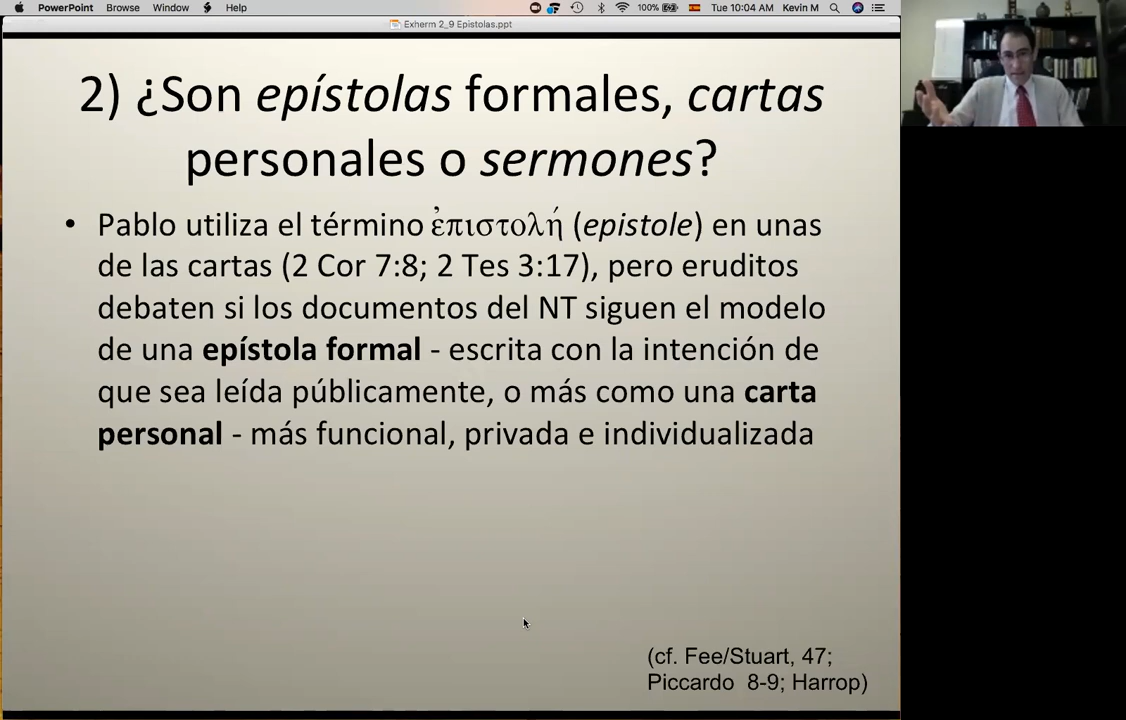 PowerPoint Browse Window Help 100% Tue 10:04 AM Kevin M
Exherm 2_9 Epistolas.ppt
2) ¿Son epístolas formales, cartas
personales o sermones?
• Pablo utiliza el término ἐπιστολή (epistole) en unas
de las cartas (2 Cor 7:8; 2 Tes 3:17), pero eruditos
debaten si los documentos del NT siguen el modelo
de una epístola formal - escrita con la intención de
que sea leída públicamente, o más como una carta
personal - más funcional, privada e individualizada
(cf. Fee/Stuart, 47;
Piccardo 8-9; Harrop)